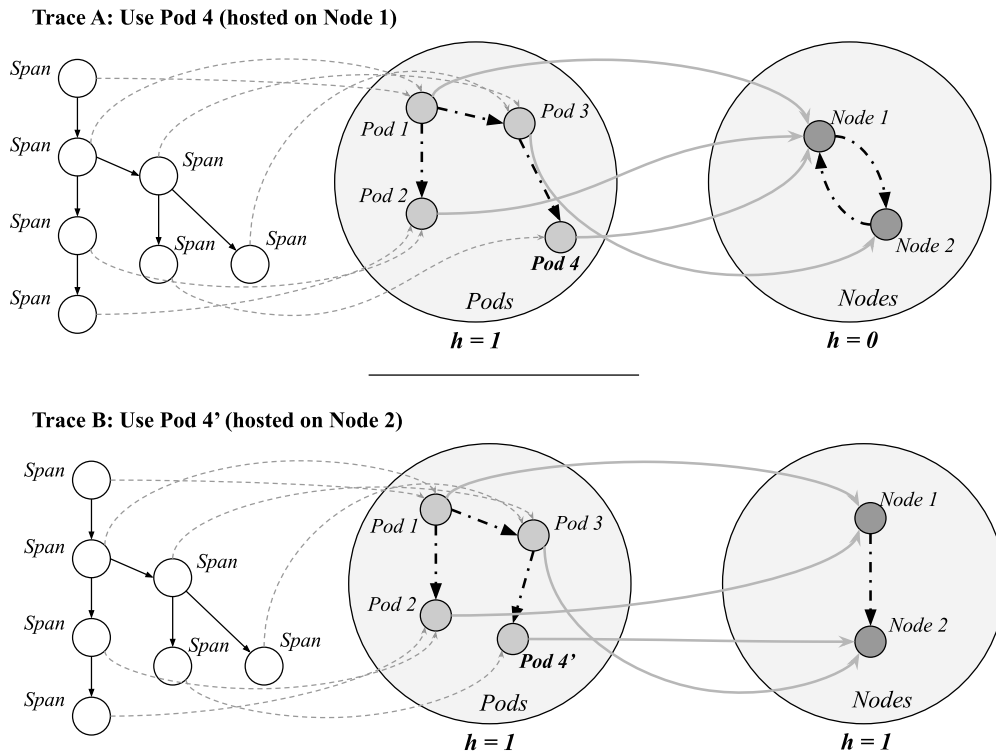 Trace A: Use Pod 4 (hosted on Node 1)
Span
Span
Span
Span
Span
Span
Span
Pod 1
Pod 3
Pod 2
Pod 4
Pods
h = 1
Node 1
Node 2
Nodes
h = 0
Trace B: Use Pod 4’ (hosted on Node 2)
Span
Span
Span
Span
Span
Span
Span
Pod 1
Pod 3
Pod 2
Pod 4’
Pods
h = 1
Node 1
Node 2
Nodes
h = 1